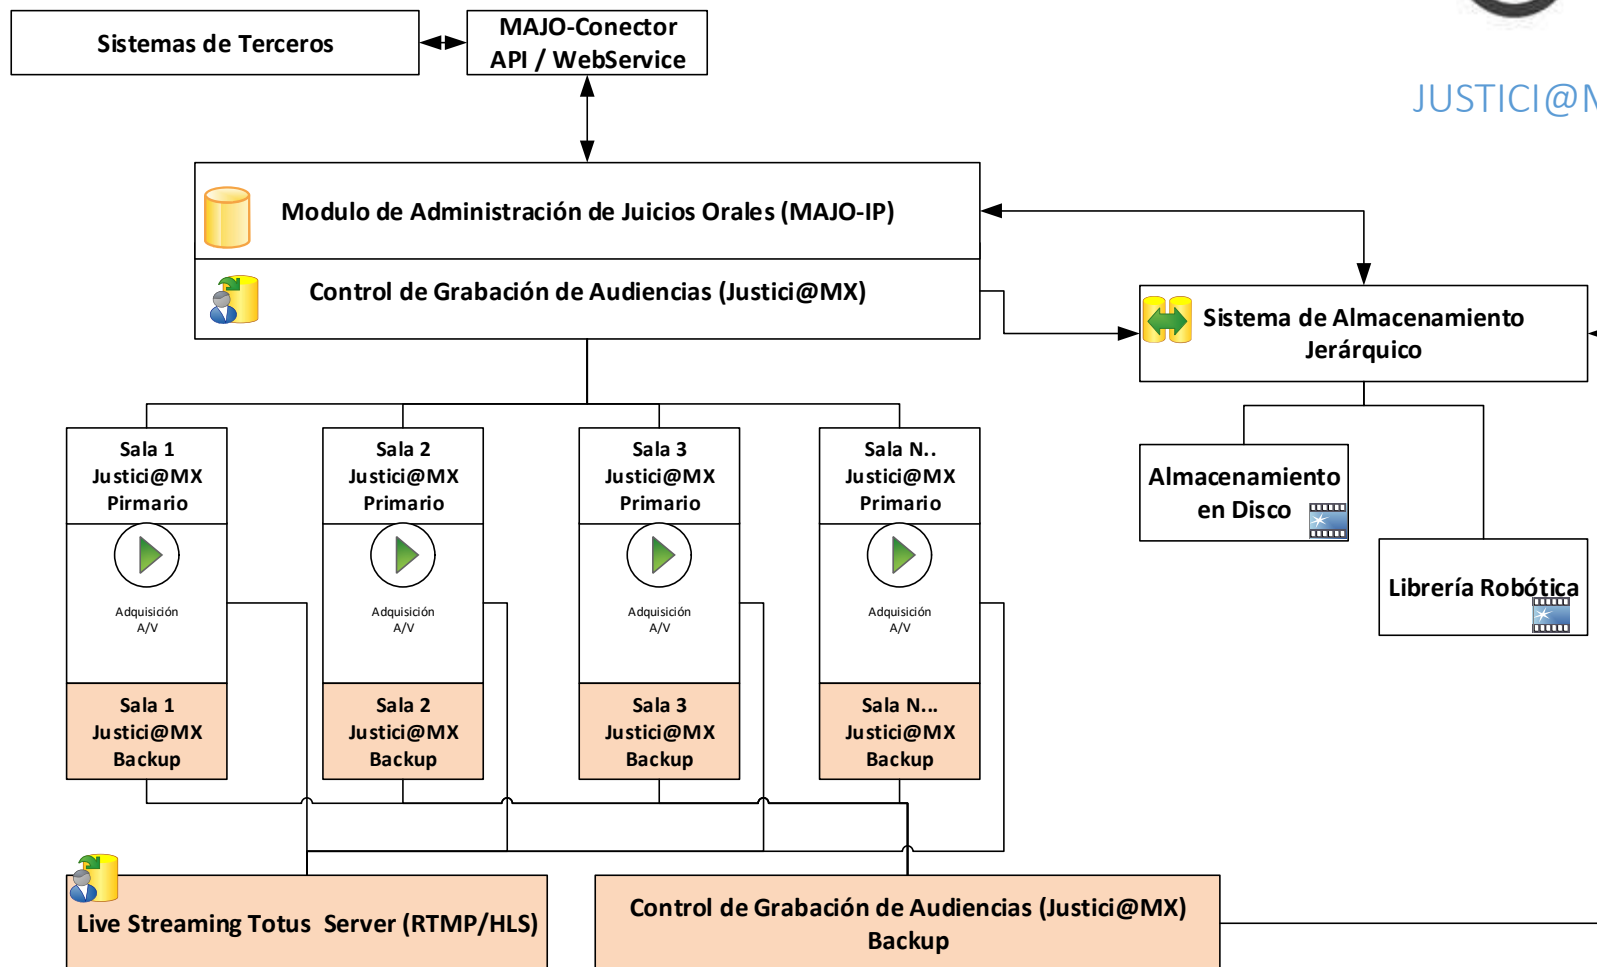 Sistemas de Terceros
MAJO-Conector
API / WebService
JUSTICI@M
Modulo de Administración de Juicios Orales (MAJO-IP)
Control de Grabación de Audiencias (Justici@MX)
Sistema de Almacenamiento
Jerárquico
Almacenamiento
en Disco
Librería Robótica
Sala 1
Justici@MX
Pirmario
Adquisición
A/V
Sala 1
Justici@MX
Backup
Sala 2
Justici@MX
Primario
Adquisición
A/V
Sala 2
Justici@MX
Backup
Sala 3
Justici@MX
Primario
Adquisición
A/V
Sala 3
Justici@MX
Backup
Sala N..
Justici@MX
Primario
Adquisición
A/V
Sala N...
Justici@MX
Backup
Live Streaming Totus  Server (RTMP/HLS)
Control de Grabación de Audiencias (Justici@MX)
Backup